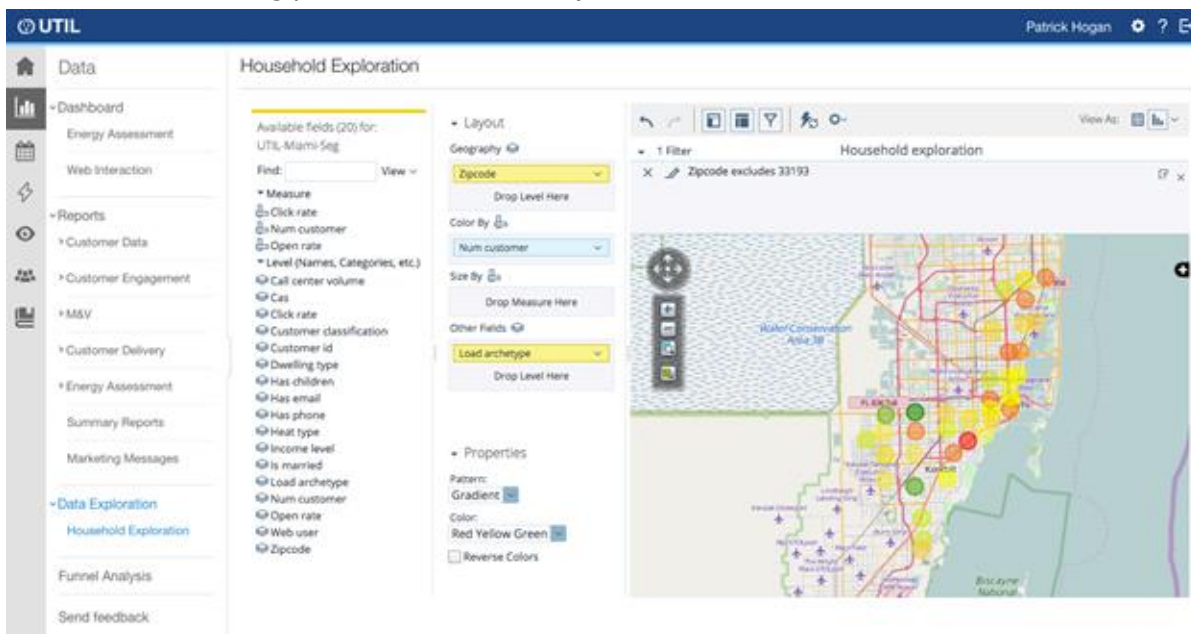 UTIL
Patrick Hogan
?
Data
Dashboard
Energy Assessment
Web Interaction
Reports
Customer Data
Customer Engagement
M&V
Customer Delivery
Energy Assessment
Summary Reports
Marketing Messages
Data Exploration
Household Exploration
Funnel Analysis
Send feedback
Household Exploration
Available fields (20) for:
UTIL-Miami-Seg
Find:
View
Measure
Click rate
Num customer
Open rate
Level (Names, Categories, etc.)
Call center volume
Cas
Click rate
Customer classification
Customer id
Dwelling type
Has children
Has email
Has phone
Heat type
Income level
Is married
Load archetype
Num customer
Open rate
Web user
Zipcode
Layout
Geography
Zipcode
Drop Level Here
Color By
Num customer
Size By
Drop Measure Here
Other Fields
Load archetype
Drop Level Here
Properties
Pattern:
Gradient
Color:
Red Yellow Green
Reverse Colors
View As:
1 Filter
Household exploration
Zipcode excludes 33193
Water Conservation
Area 3B
Biscayne
National